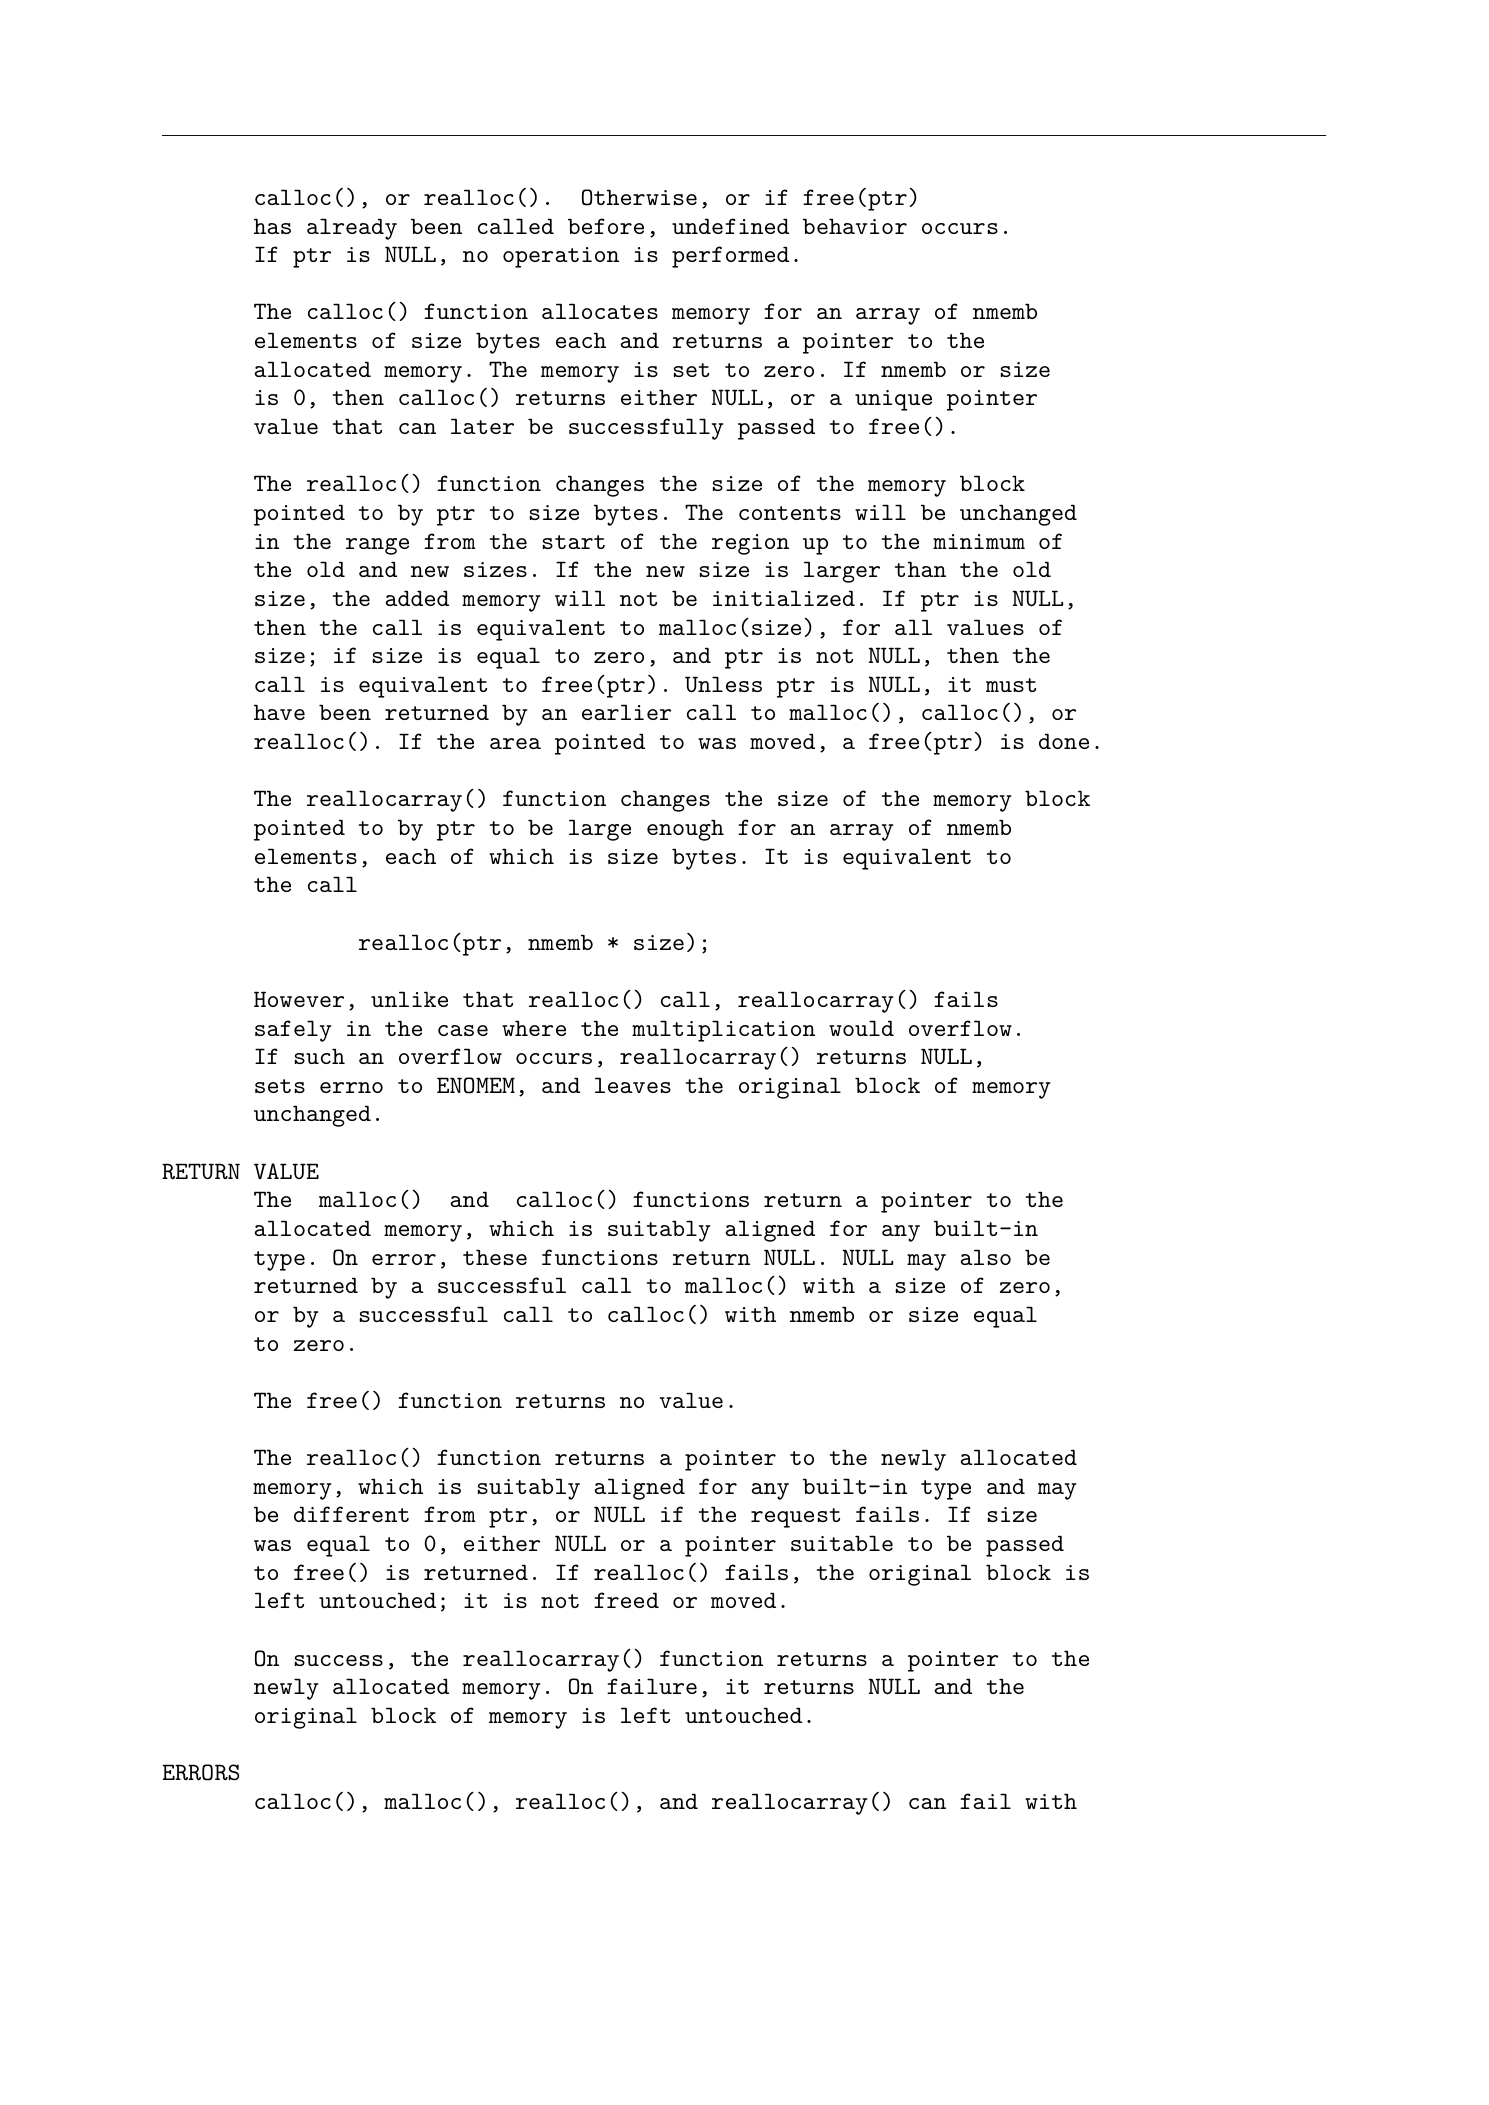 calloc(), or realloc().  Otherwise, or if free(ptr)
has already been called before, undefined behavior occurs.
If ptr is NULL, no operation is performed.
The calloc() function allocates memory for an array of nmemb
elements of size bytes each and returns a pointer to the
allocated memory. The memory is set to zero. If nmemb or size
is 0, then calloc() returns either NULL, or a unique pointer
value that can later be successfully passed to free().
The realloc() function changes the size of the memory block
pointed to by ptr to size bytes. The contents will be unchanged
in the range from the start of the region up to the minimum of
the old and new sizes. If the new size is larger than the old
size, the added memory will not be initialized. If ptr is NULL,
then the call is equivalent to malloc(size), for all values of
size; if size is equal to zero, and ptr is not NULL, then the
call is equivalent to free(ptr). Unless ptr is NULL, it must
have been returned by an earlier call to malloc(), calloc(), or
realloc(). If the area pointed to was moved, a free(ptr) is done.
The reallocarray() function changes the size of the memory block
pointed to by ptr to be large enough for an array of nmemb
elements, each of which is size bytes. It is equivalent to
the call
realloc(ptr, nmemb * size);
However, unlike that realloc() call, reallocarray() fails
safely in the case where the multiplication would overflow.
If such an overflow occurs, reallocarray() returns NULL,
sets errno to ENOMEM, and leaves the original block of memory
unchanged.
RETURN VALUE
The  malloc()  and  calloc() functions return a pointer to the
allocated memory, which is suitably aligned for any built-in
type. On error, these functions return NULL. NULL may also be
returned by a successful call to malloc() with a size of zero,
or by a successful call to calloc() with nmemb or size equal
to zero.
The free() function returns no value.
The realloc() function returns a pointer to the newly allocated
memory, which is suitably aligned for any built-in type and may
be different from ptr, or NULL if the request fails. If size
was equal to 0, either NULL or a pointer suitable to be passed
to free() is returned. If realloc() fails, the original block is
left untouched; it is not freed or moved.
On success, the reallocarray() function returns a pointer to the
newly allocated memory. On failure, it returns NULL and the
original block of memory is left untouched.
ERRORS
calloc(), malloc(), realloc(), and reallocarray() can fail with